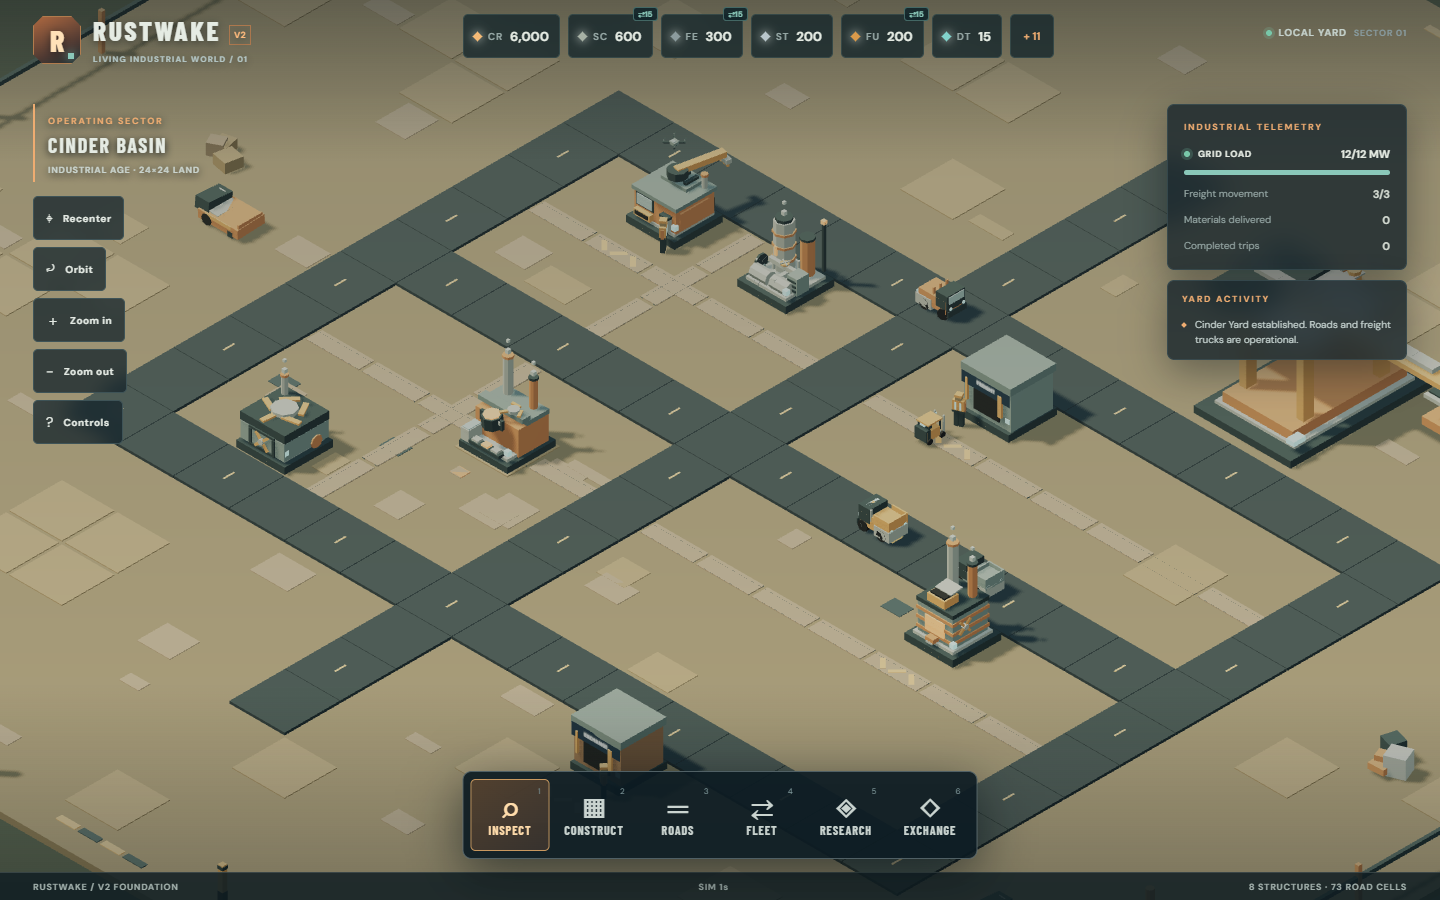 R
RUSTWAKE V2
LIVING INDUSTRIAL WORLD / 01
CR 6,000
SC 600
⇄15
FE 300
⇄15
ST 200
FU 200
⇄15
DT 15
+11
LOCAL YARD SECTOR 01
OPERATING SECTOR
CINDER BASIN
INDUSTRIAL AGE · 24×24 LAND
Recenter
Orbit
+ Zoom in
− Zoom out
? Controls
INDUSTRIAL TELEMETRY
GRID LOAD 12/12 MW
Freight movement 3/3
Materials delivered 0
Completed trips 0
YARD ACTIVITY
Cinder Yard established. Roads and freight
trucks are operational.
1 INSPECT
2 CONSTRUCT
3 ROADS
4 FLEET
5 RESEARCH
6 EXCHANGE
RUSTWAKE / V2 FOUNDATION
SIM 1s
8 STRUCTURES · 73 ROAD CELLS